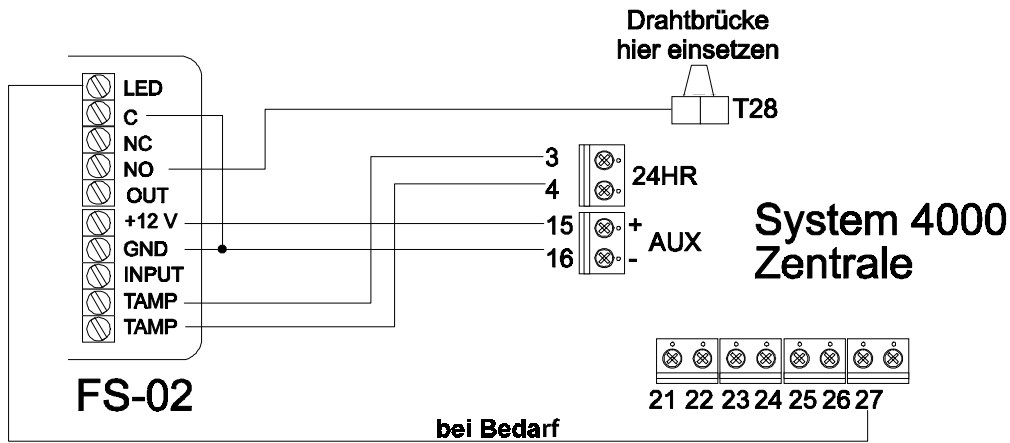 Drahtbrücke
hier einsetzen
T28
LED
C
NC
NO
OUT
+12 V
GND
INPUT
TAMP
TAMP
FS-02
3
4
24HR
15 +
16 -
AUX
System 4000
Zentrale
21 22 23 24 25 26 27
bei Bedarf